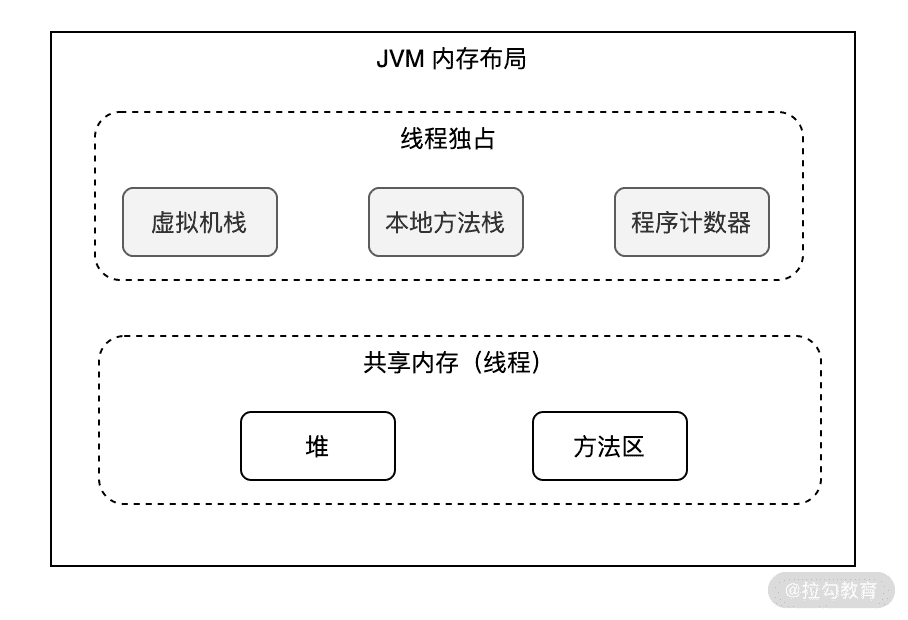 JVM 内存布局
线程独占
虚拟机栈
本地方法栈
程序计数器
共享内存（线程）
堆
方法区
@拉勾教育